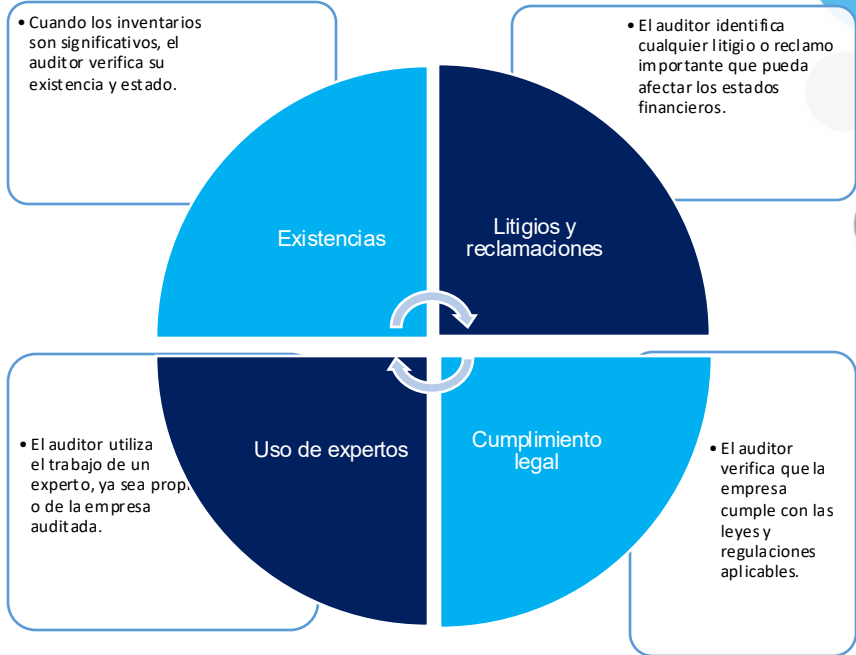 • Cuando los inventarios
son significativos, el
auditor verifica su
existencia y estado.
• El auditor identifica
cualquier litigio o reclamo
importante que pueda
afectar los estados
financieros.
Existencias
Litigios y
reclamaciones
Uso de expertos
Cumplimiento
legal
• El auditor utiliza
el trabajo de un
experto, ya sea
o de la empresa
auditada.
• El auditor
verifica que la
empresa
cumple con las
leyes y
regulaciones
aplicables.